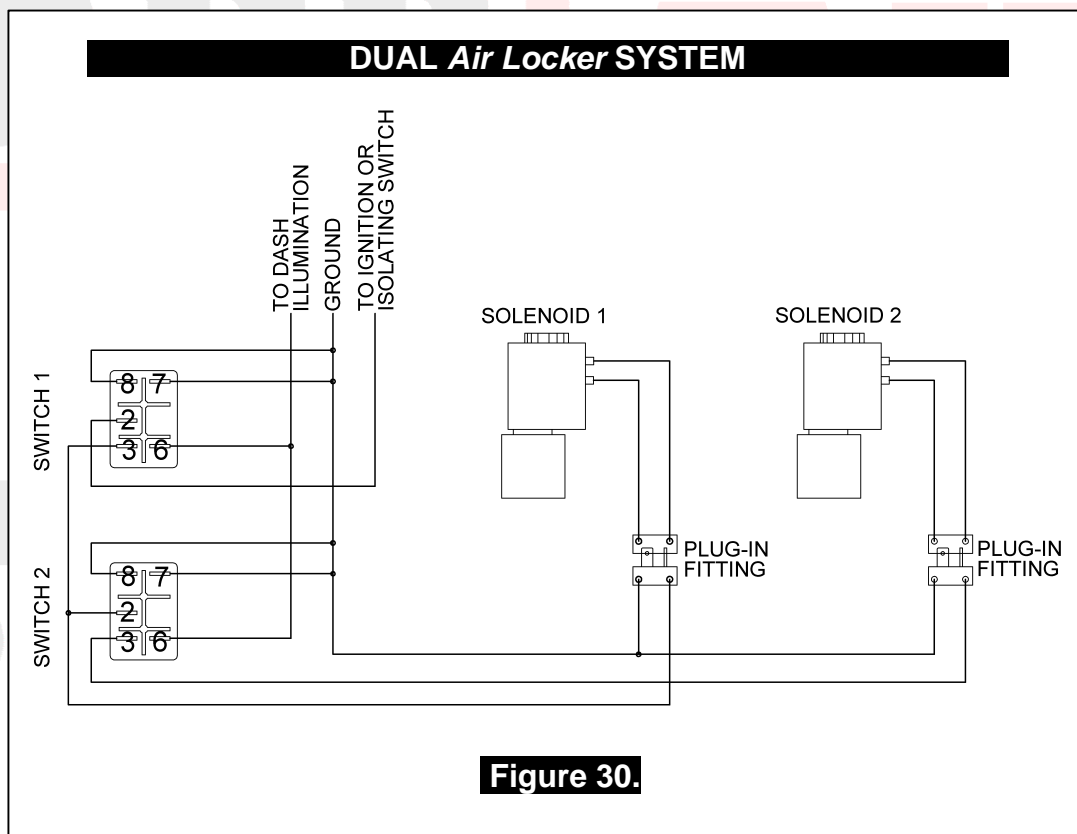 DUAL Air Locker SYSTEM
TO DASH
ILLUMINATION
GROUND
TO IGNITION OR
ISOLATING SWITCH
SOLENOID 1
SOLENOID 2
SWITCH 1
8 7
2
3 6
PLUG-IN
FITTING
PLUG-IN
FITTING
SWITCH 2
8 7
2
3 6
Figure 30.